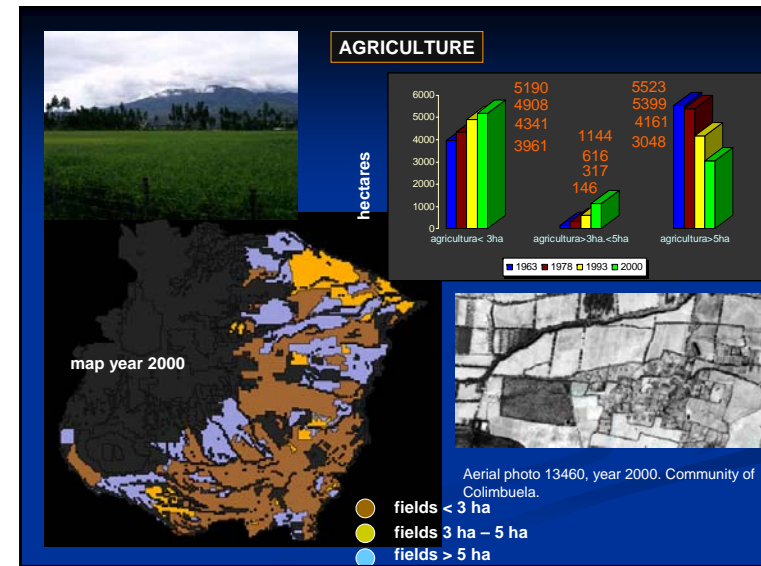 AGRICULTURE
hectares
6000
5000
4000
3000
2000
1000
0
5190
4908
4341
3961
1144
616
317
146
5523
5399
4161
3048
agricultura< 3ha
agricultura>3ha.<5ha
agricultura>5ha
1963 1978 1993 2000
map year 2000
Aerial photo 13460, year 2000. Community of
Colimbuela.
fields < 3 ha
fields 3 ha – 5 ha
fields > 5 ha